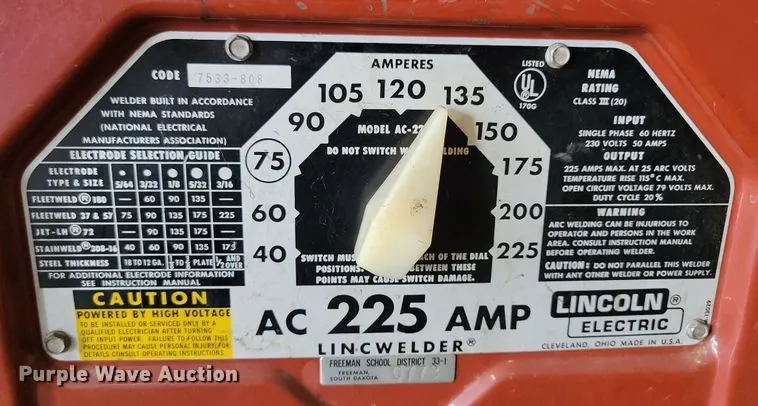 CODE 7533-808
WELDER BUILT IN ACCORDANCE
WITH NEMA STANDARDS
(NATIONAL ELECTRICAL
MANUFACTURERS ASSOCIATION)
ELECTRODE SELECTION GUIDE
ELECTRODE TYPE & SIZE 5/64 3/32 1/8 5/32 3/16
FLEETWELD® 180 — 60 90 135 —
FLEETWELD 37 & 57 75 90 135 175 225
JET-LH® 72 — 90 135 175 —
STAINWELD® 308-16 40 60 90 135 175
STEEL THICKNESS 18 TO 12 GA. TO PLATE 1/2 AND OVER
FOR ADDITIONAL ELECTRODE INFORMATION
SEE INSTRUCTION MANUAL
CAUTION
POWERED BY HIGH VOLTAGE
TO BE INSTALLED OR SERVICED ONLY BY A
QUALIFIED ELECTRICIAN AFTER TURNING
OFF INPUT POWER. FAILURE TO FOLLOW THIS
PROCEDURE MAY CAUSE PERSONAL INJURY. FOR
DETAILS CONSULT OPERATING INSTRUCTIONS.
AMPERES
40
60
75
90
105
120
135
150
175
200
225
MODEL AC-22
DO NOT SWITCH WELDING
SWITCH MUS EACH OF THE DIAL
POSITIONS. BETWEEN THESE
POINTS MAY CAUSE SWITCH DAMAGE.
AC 225 AMP
LINCWELDER®
FREEMAN SCHOOL DISTRICT 33-1
FREEMAN,
SOUTH DAKOTA
LISTED
UL
®
170G
NEMA
RATING
CLASS III (20)
INPUT
SINGLE PHASE 60 HERTZ
230 VOLTS 50 AMPS
OUTPUT
225 AMPS MAX. AT 25 ARC VOLTS
TEMPERATURE RISE 115°C MAX.
OPEN CIRCUIT VOLTAGE 79 VOLTS MAX.
DUTY CYCLE 20%
WARNING
ARC WELDING CAN BE INJURIOUS TO
OPERATOR AND PERSONS IN THE WORK
AREA. CONSULT INSTRUCTION MANUAL
BEFORE OPERATING WELDER.
CAUTION: DO NOT PARALLEL THIS WELDER
WITH ANY OTHER WELDER OR POWER SUPPLY.
LINCOLN®
ELECTRIC
CLEVELAND, OHIO MADE IN U.S.A.
Purple Wave Auction